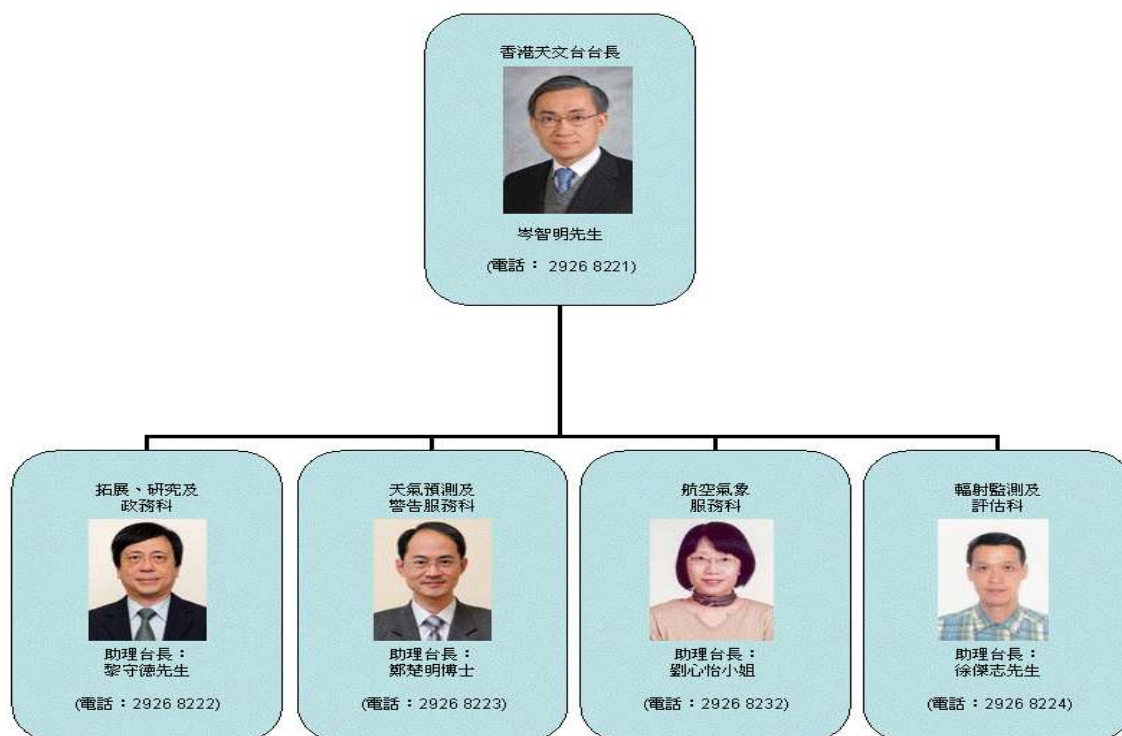 香港天文台台長
岑智明先生
(電話： 2926 8221)
拓展、研究及
政務科
助理台長：
黎守德先生
(電話：2926 8222)
天氣預測及
警告服務科
助理台長：
鄭楚明博士
(電話：2926 8223)
航空氣象
服務科
助理台長：
劉心怡小姐
(電話：2926 8232)
輻射監測及
評估科
助理台長：
徐傑志先生
(電話：2926 8224)